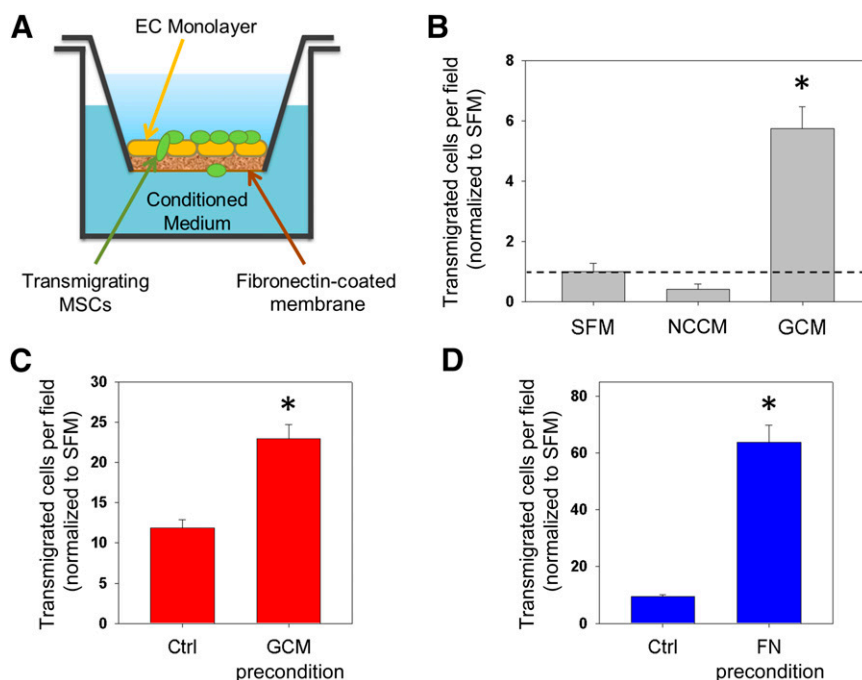 A
EC Monolayer
Conditioned
Medium
Transmigrating
MSCs
Fibronectin-coated
membrane
B
Transmigrated cells per field
(normalized to SFM)
8
6
4
2
0
*
SFM NCCM GCM
C
Transmigrated cells per field
(normalized to SFM)
30
25
20
15
10
5
0
*
Ctrl GCM
precondition
D
Transmigrated cells per field
(normalized to SFM)
80
60
40
20
0
*
Ctrl FN
precondition